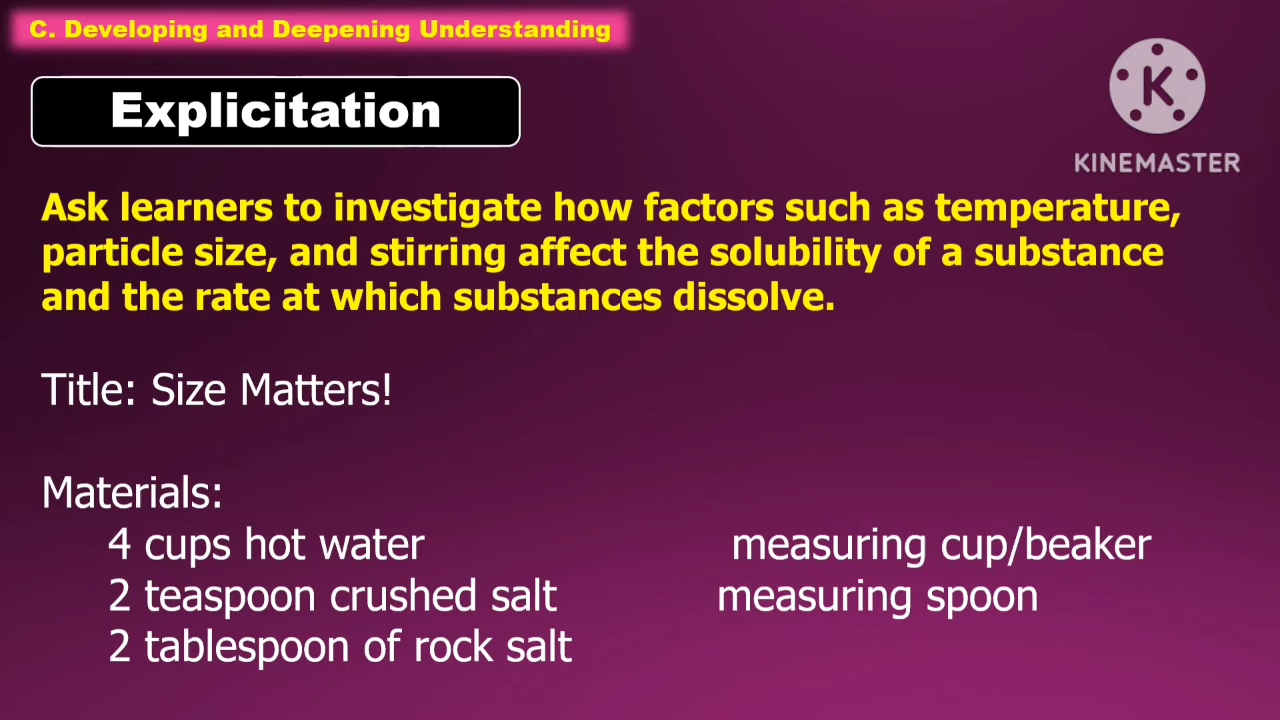 C. Developing and Deepening Understanding
Explicitation
K
KINEMASTER
Ask learners to investigate how factors such as temperature,
particle size, and stirring affect the solubility of a substance
and the rate at which substances dissolve.
Title: Size Matters!
Materials:
4 cups hot water measuring cup/beaker
2 teaspoon crushed salt measuring spoon
2 tablespoon of rock salt